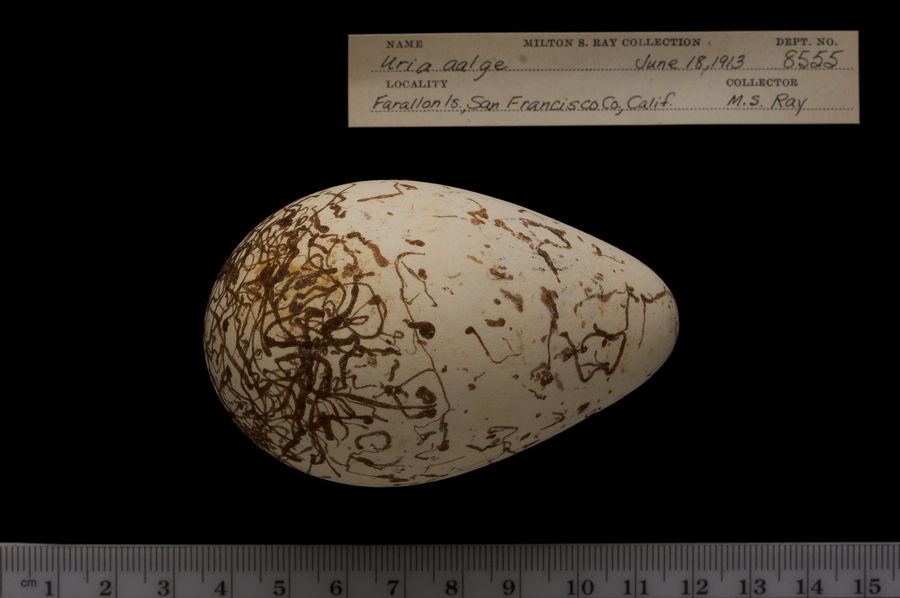 NAME MILTON S. RAY COLLECTION DEPT. NO.
Uria aalge June 18, 1913 8555
LOCALITY COLLECTOR
Farallon Is, San Francisco Co, Calif. M.S. Ray
cm 1 2 3 4 5 6 7 8 9 10 11 12 13 14 15